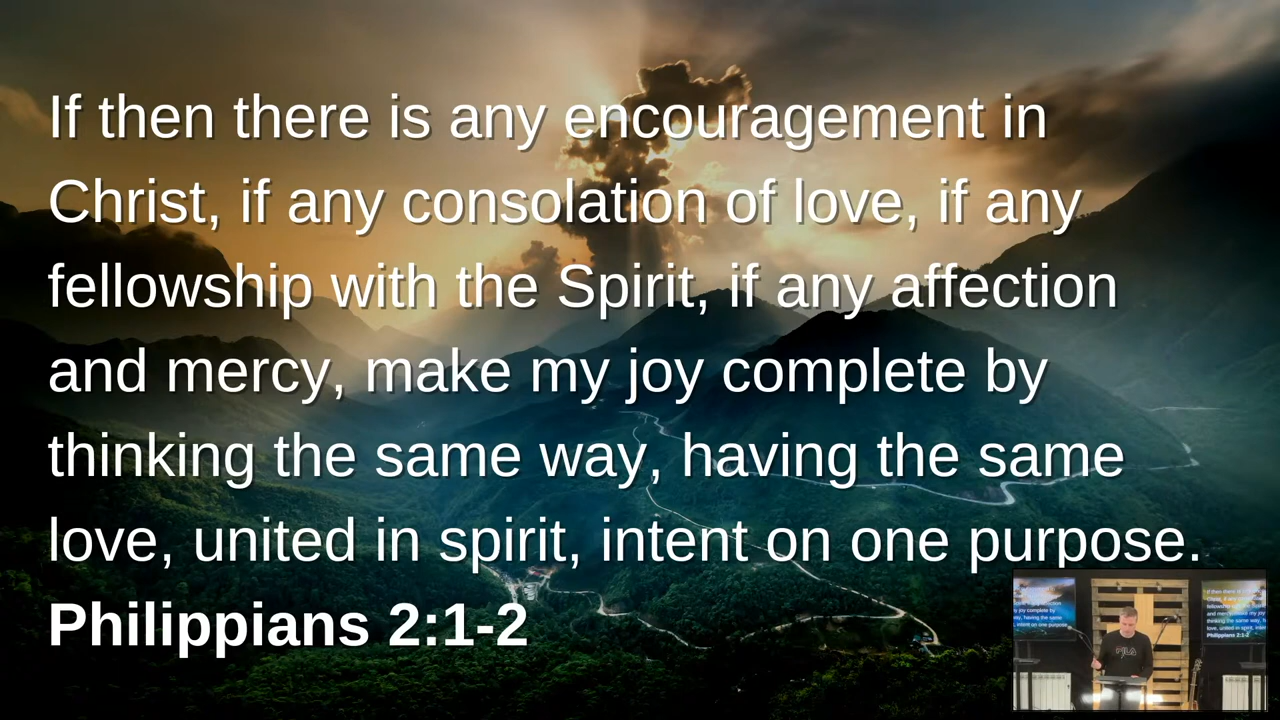 If then there is any encouragement in
Christ, if any consolation of love, if any
fellowship with the Spirit, if any affection
and mercy, make my joy complete by
thinking the same way, having the same
love, united in spirit, intent on one purpose.
Philippians 2:1-2
FILA